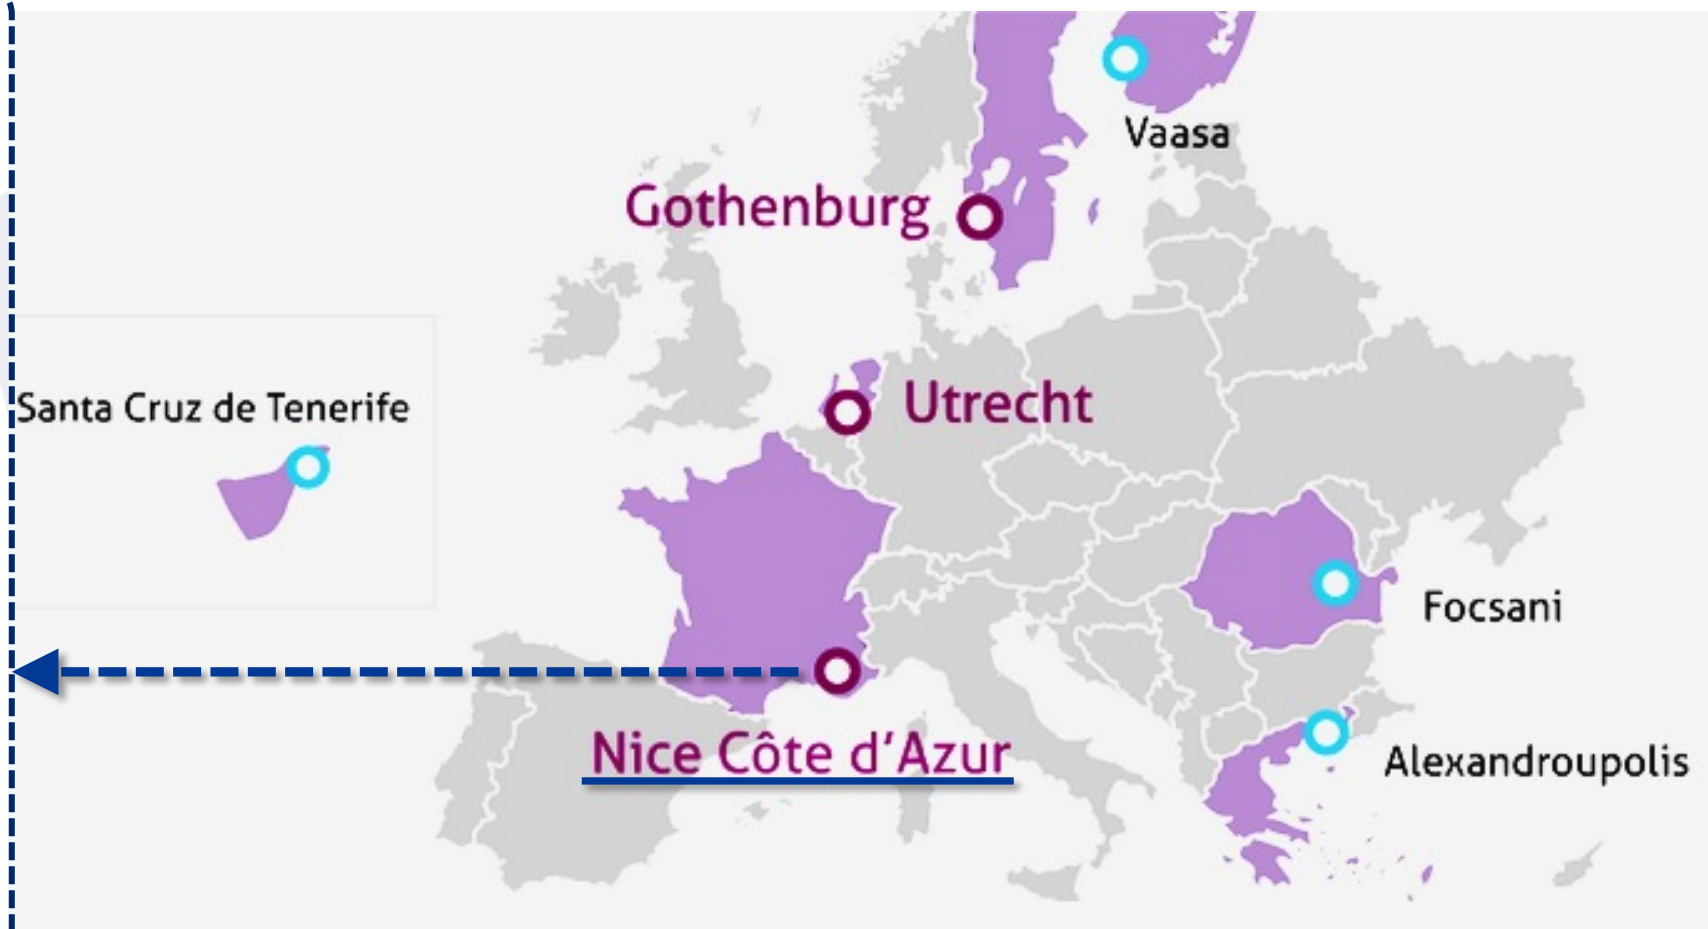 Vaasa
Gothenburg
Santa Cruz de Tenerife
Utrecht
Focsani
Nice Côte d'Azur
Alexandroupolis